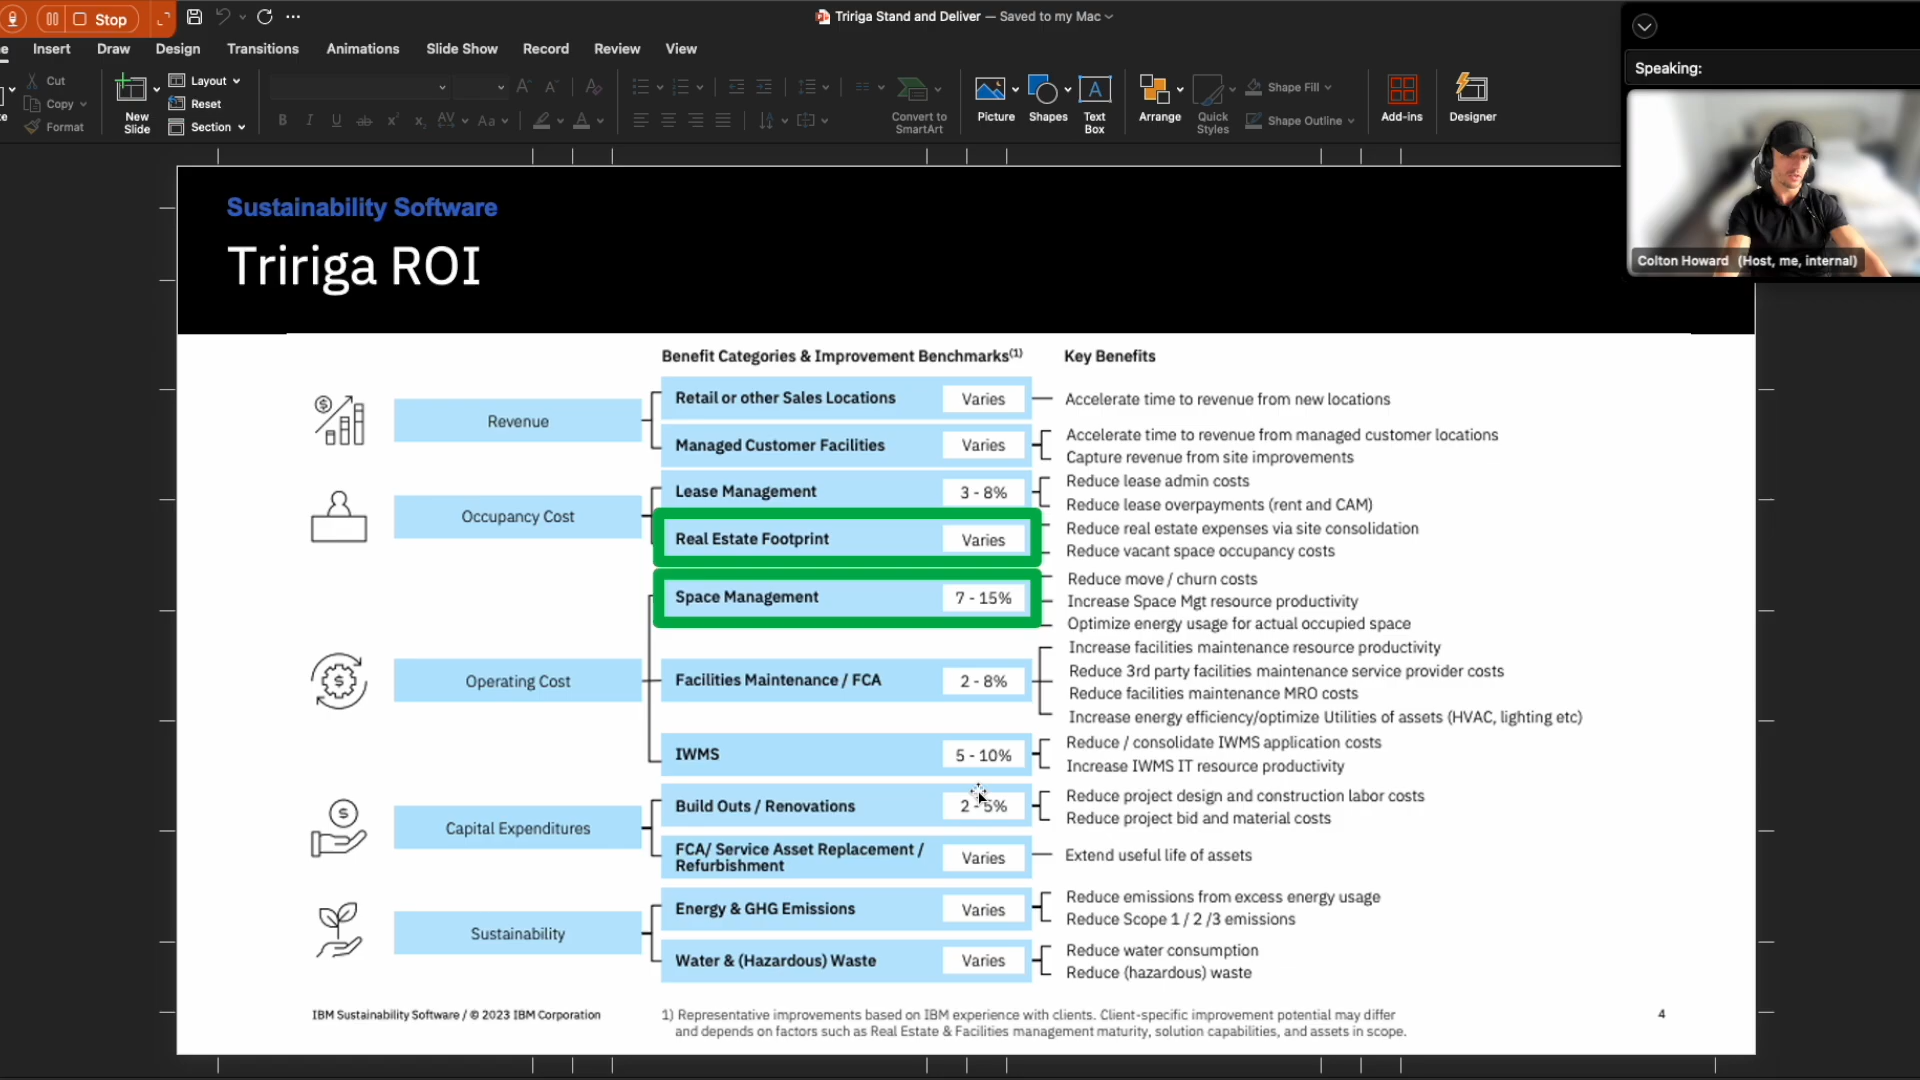 Stop
Tririga Stand and Deliver — Saved to my Mac
Insert
Draw
Design
Transitions
Animations
Slide Show
Record
Review
View
Speaking:
Cut
Copy
Format
New
Slide
Layout
Reset
Section
B I U ab x² x₂ AV Aa A
Convert to
SmartArt
Picture
Shapes
Text
Box
Arrange
Quick
Styles
Shape Fill
Shape Outline
Add-ins
Designer
Colton Howard (Host, me, internal)
Sustainability Software
Tririga ROI
Benefit Categories & Improvement Benchmarks(1)
Key Benefits
Revenue
Retail or other Sales Locations
Varies
Accelerate time to revenue from new locations
Managed Customer Facilities
Varies
Accelerate time to revenue from managed customer locations
Capture revenue from site improvements
Occupancy Cost
Lease Management
3 - 8%
Reduce lease admin costs
Reduce lease overpayments (rent and CAM)
Real Estate Footprint
Varies
Reduce real estate expenses via site consolidation
Reduce vacant space occupancy costs
Operating Cost
Space Management
7 - 15%
Reduce move / churn costs
Increase Space Mgt resource productivity
Optimize energy usage for actual occupied space
Facilities Maintenance / FCA
2 - 8%
Increase facilities maintenance resource productivity
Reduce 3rd party facilities maintenance service provider costs
Reduce facilities maintenance MRO costs
Increase energy efficiency/optimize Utilities of assets (HVAC, lighting etc)
IWMS
5 - 10%
Reduce / consolidate IWMS application costs
Increase IWMS IT resource productivity
Capital Expenditures
Build Outs / Renovations
2 - 5%
Reduce project design and construction labor costs
Reduce project bid and material costs
FCA/ Service Asset Replacement /
Refurbishment
Varies
Extend useful life of assets
Sustainability
Energy & GHG Emissions
Varies
Reduce emissions from excess energy usage
Reduce Scope 1 / 2 /3 emissions
Water & (Hazardous) Waste
Varies
Reduce water consumption
Reduce (hazardous) waste
IBM Sustainability Software / © 2023 IBM Corporation
1) Representative improvements based on IBM experience with clients. Client-specific improvement potential may differ
and depends on factors such as Real Estate & Facilities management maturity, solution capabilities, and assets in scope.
4